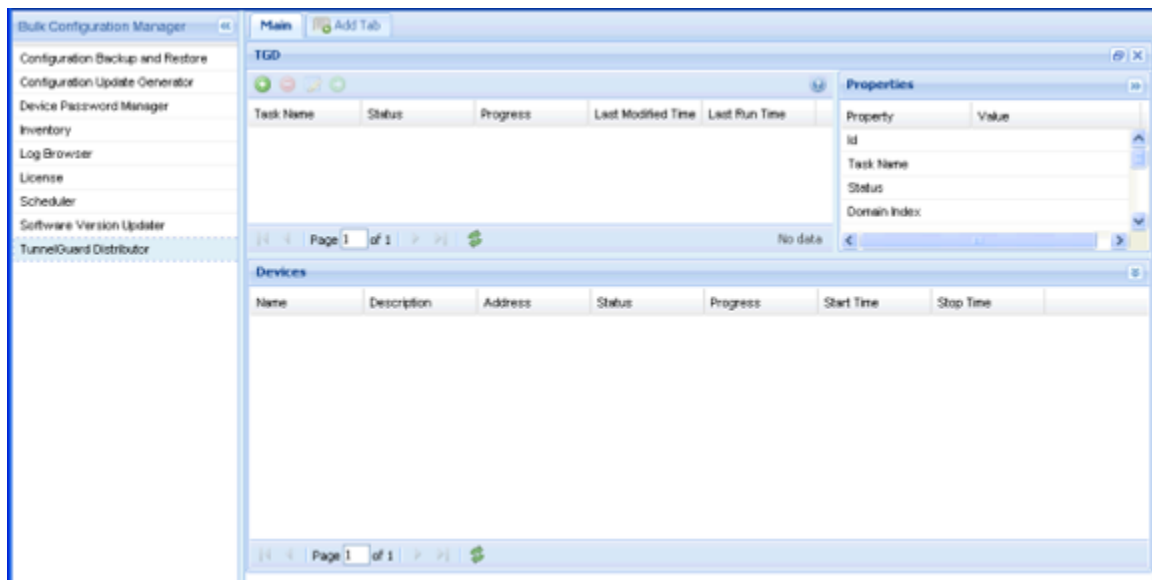 Bulk Configuration Manager
Configuration Backup and Restore
Configuration Update Generator
Device Password Manager
Inventory
Log Browser
License
Scheduler
Software Version Updater
TunnelGuard Distributor
Main Add Tab
TGD
Task Name Status Progress Last Modified Time Last Run Time
Page 1 of 1 No data
Properties
Property Value
Id
Task Name
Status
Domain Index
Devices
Name Description Address Status Progress Start Time Stop Time
Page 1 of 1